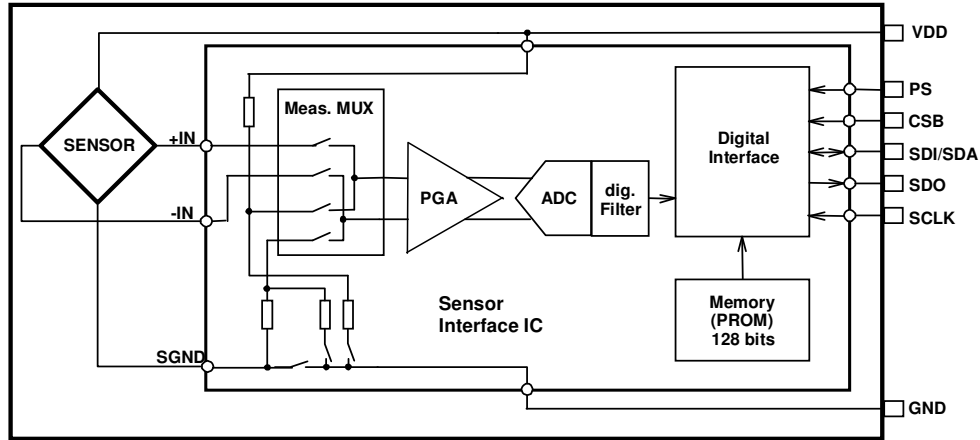 VDD
PS
CSB
SDI/SDA
SDO
SCLK
GND
SENSOR
+IN
-IN
SGND
Meas. MUX
PGA
ADC
dig.
Filter
Digital
Interface
Memory
(PROM)
128 bits
Sensor
Interface IC